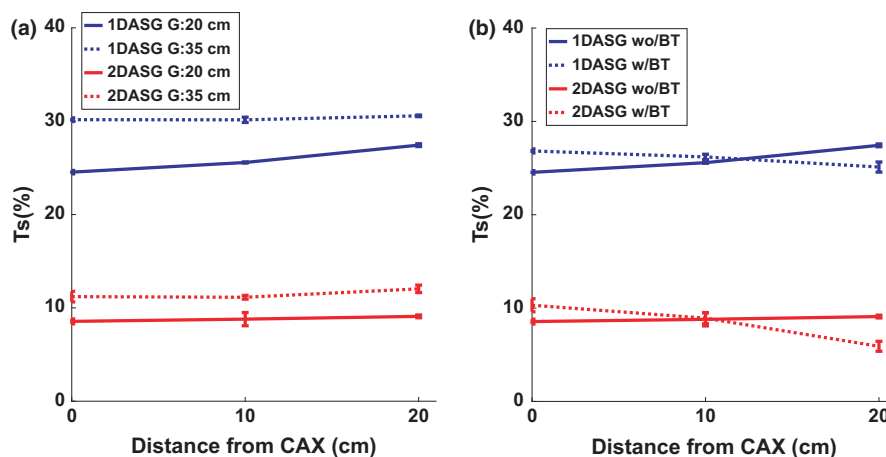 (a)
1DASG G:20 cm
1DASG G:35 cm
2DASG G:20 cm
2DASG G:35 cm
40
30
20
10
0
Ts(%)
0 10 20
Distance from CAX (cm)
(b)
1DASG wo/BT
1DASG w/BT
2DASG wo/BT
2DASG w/BT
40
30
20
10
0
Ts(%)
0 10 20
Distance from CAX (cm)